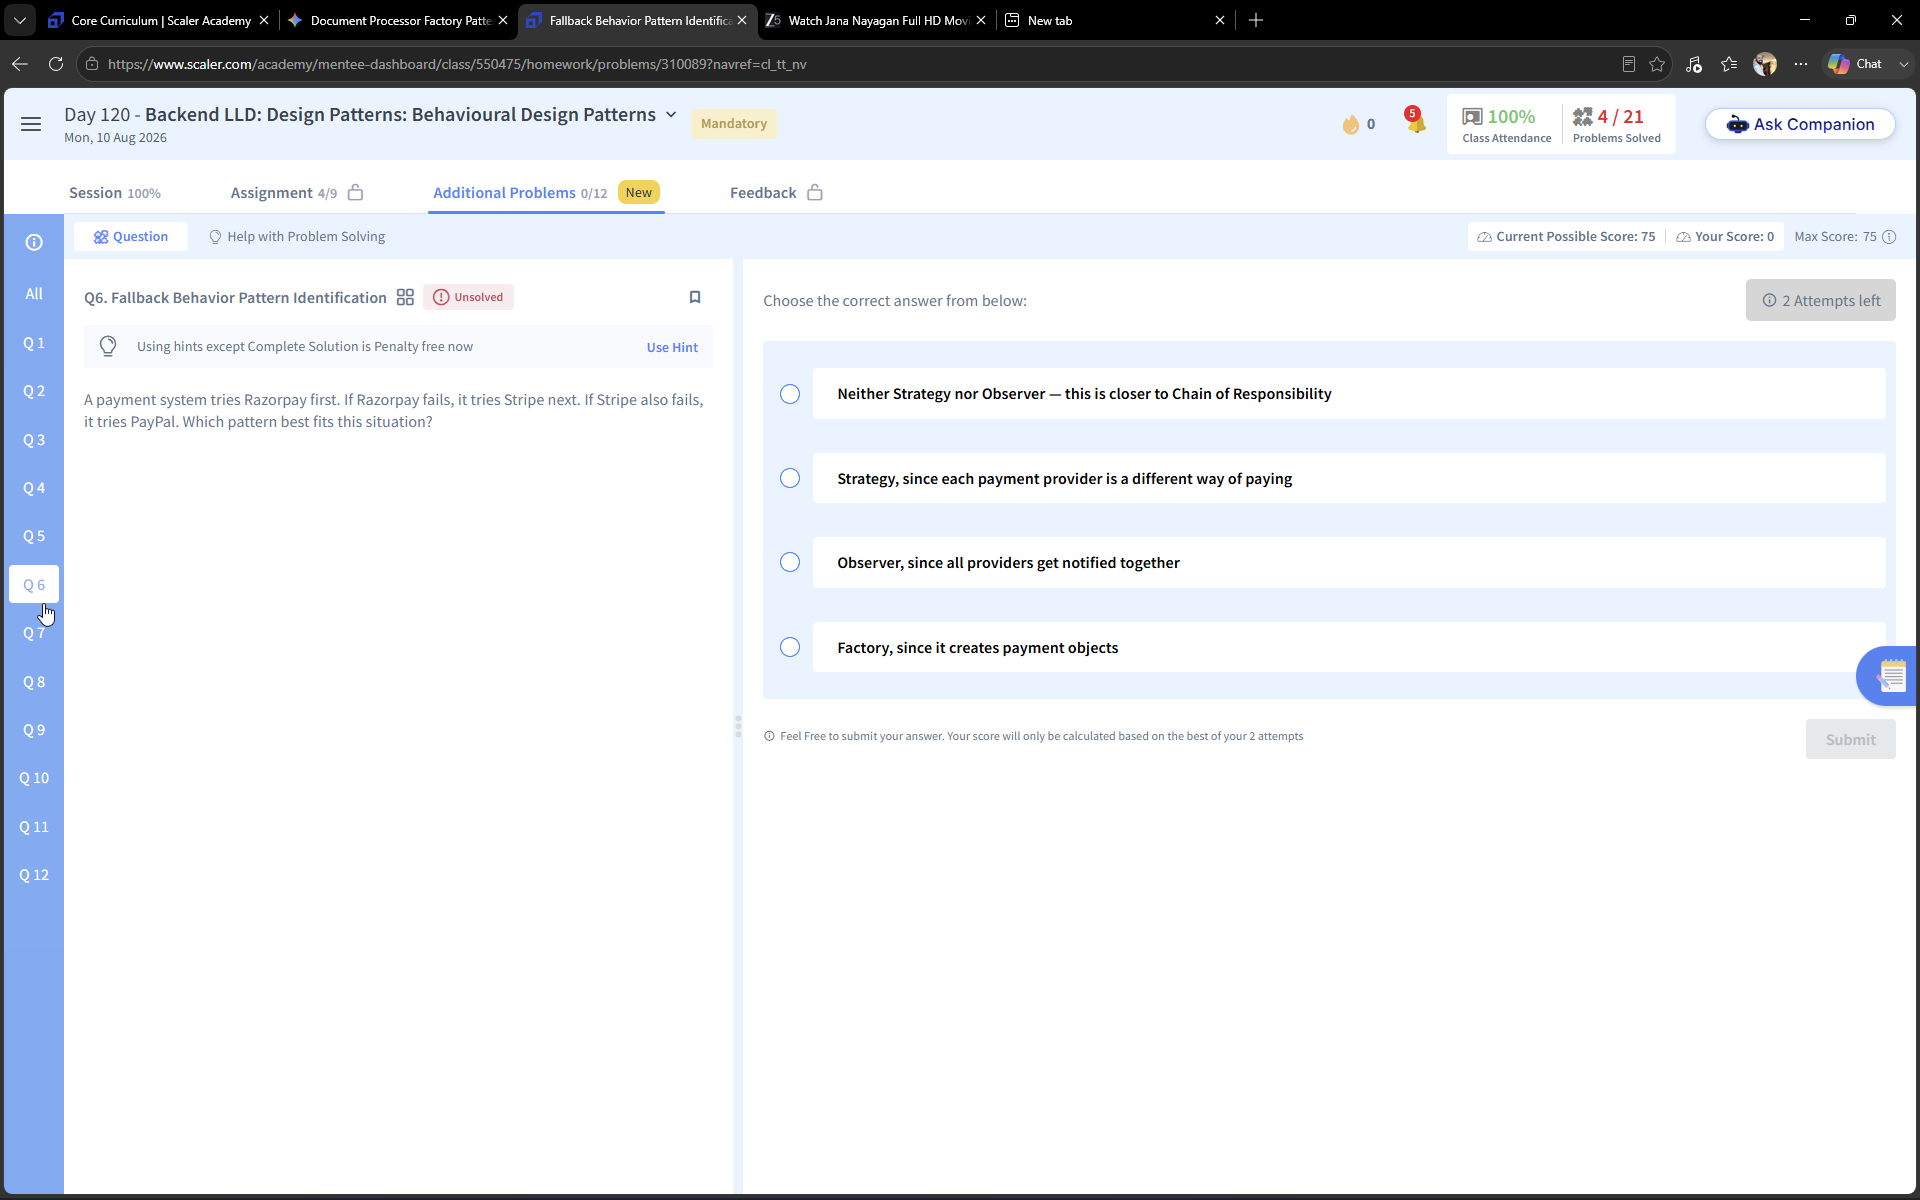 Core Curriculum | Scaler Academy
Document Processor Factory Patte
Fallback Behavior Pattern Identifica
Watch Jana Nayagan Full HD Movi
New tab
https://www.scaler.com/academy/mentee-dashboard/class/550475/homework/problems/310089?navref=cl_tt_nv
Chat
Day 120 - Backend LLD: Design Patterns: Behavioural Design Patterns
Mandatory
Mon, 10 Aug 2026
0
5
100%
Class Attendance
4 / 21
Problems Solved
Ask Companion
Session 100%
Assignment 4/9
Additional Problems 0/12 New
Feedback
Question
Help with Problem Solving
Current Possible Score: 75
Your Score: 0
Max Score: 75
All
Q 1
Q 2
Q 3
Q 4
Q 5
Q 6
Q 7
Q 8
Q 9
Q 10
Q 11
Q 12
Q6. Fallback Behavior Pattern Identification
Unsolved
Using hints except Complete Solution is Penalty free now
Use Hint
A payment system tries Razorpay first. If Razorpay fails, it tries Stripe next. If Stripe also fails,
it tries PayPal. Which pattern best fits this situation?
Choose the correct answer from below:
2 Attempts left
Neither Strategy nor Observer — this is closer to Chain of Responsibility
Strategy, since each payment provider is a different way of paying
Observer, since all providers get notified together
Factory, since it creates payment objects
Feel Free to submit your answer. Your score will only be calculated based on the best of your 2 attempts
Submit